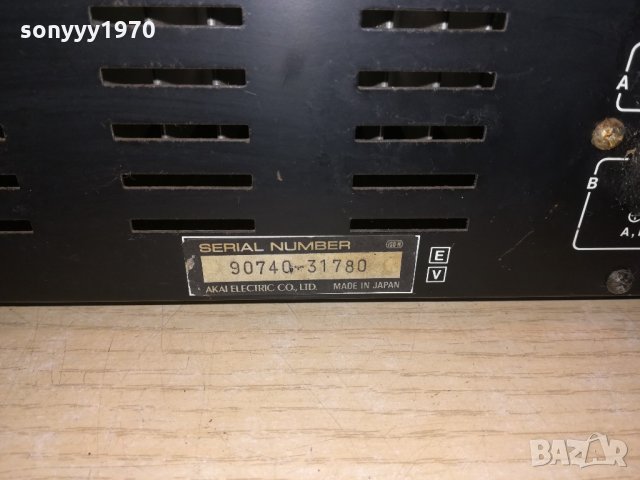 sonyyy1970
A
B
A,
SERIAL NUMBER
90740-31780
AKAI ELECTRIC CO., LTD. MADE IN JAPAN
E
V
BAZAR